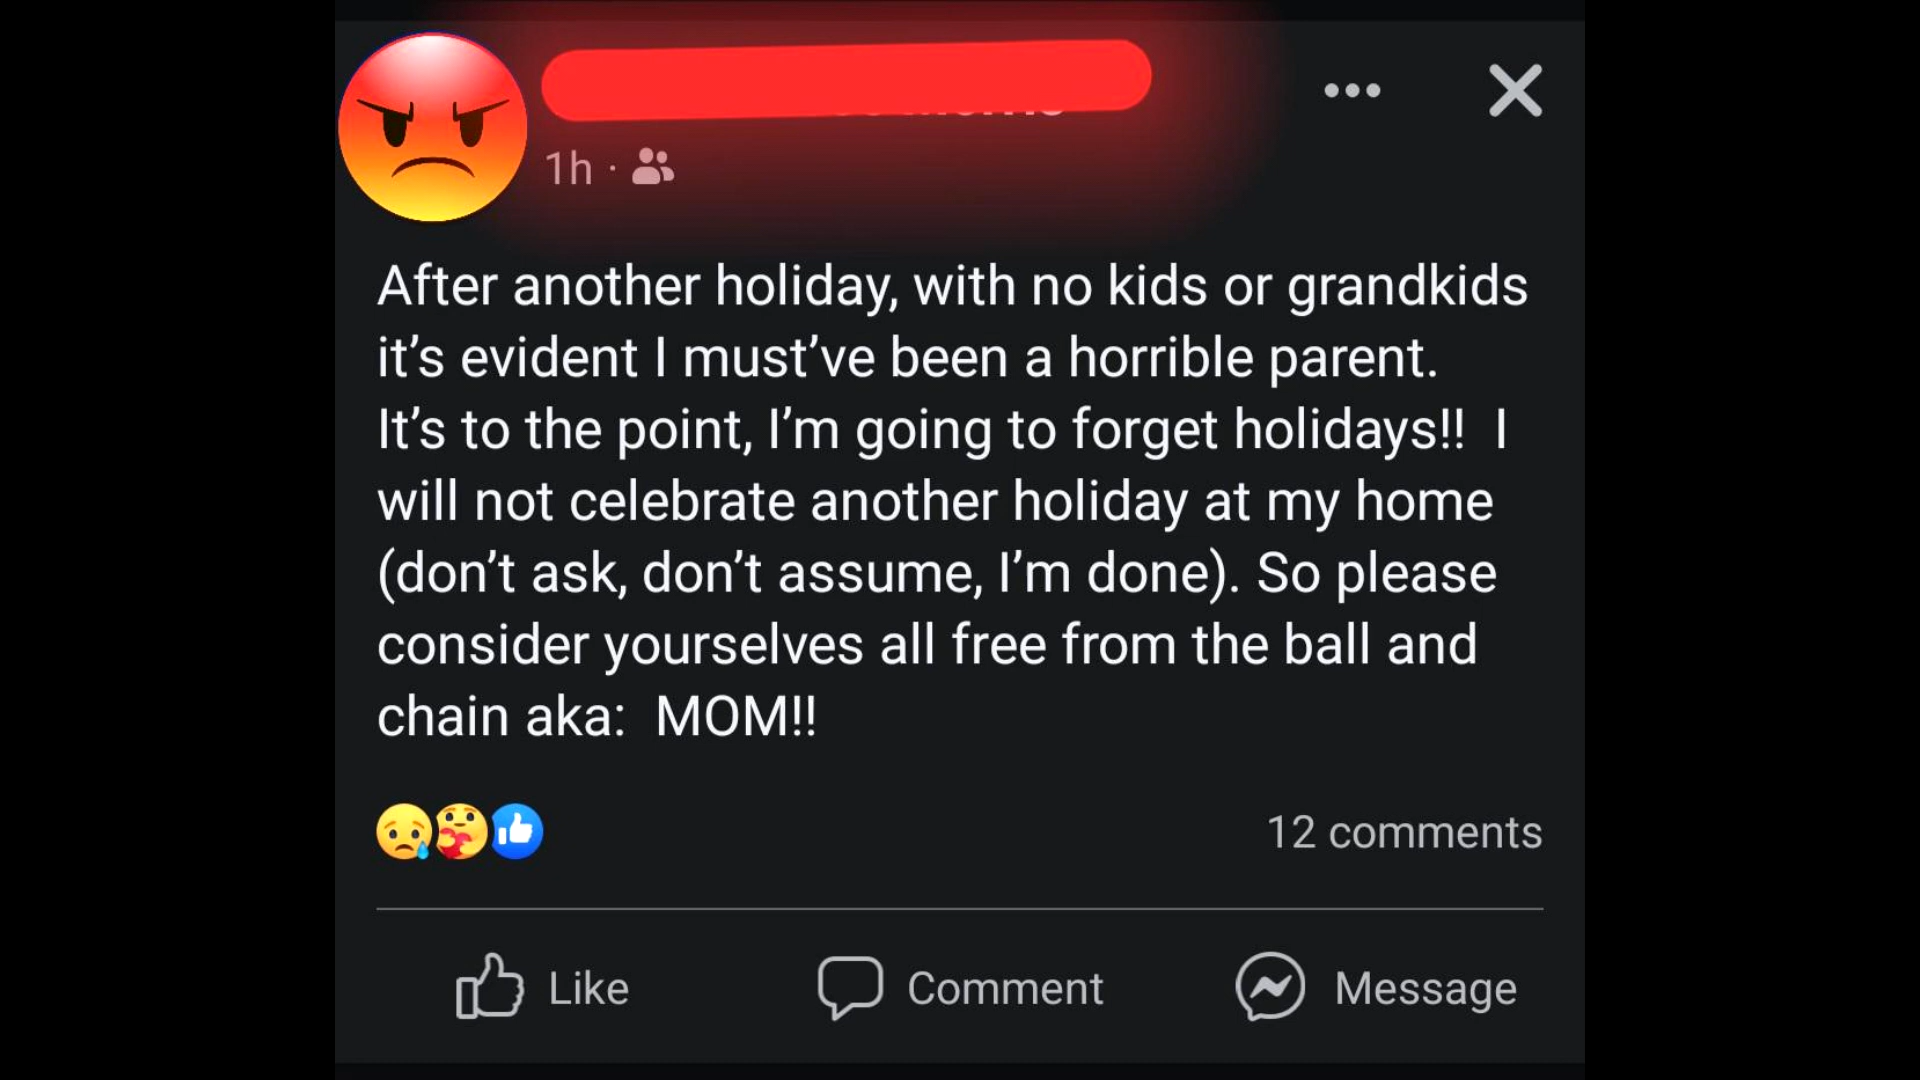 1h ·
After another holiday, with no kids or grandkids
it’s evident I must’ve been a horrible parent.
It’s to the point, I’m going to forget holidays!!  I
will not celebrate another holiday at my home
(don’t ask, don’t assume, I’m done). So please
consider yourselves all free from the ball and
chain aka:  MOM!!
12 comments
Like
Comment
Message